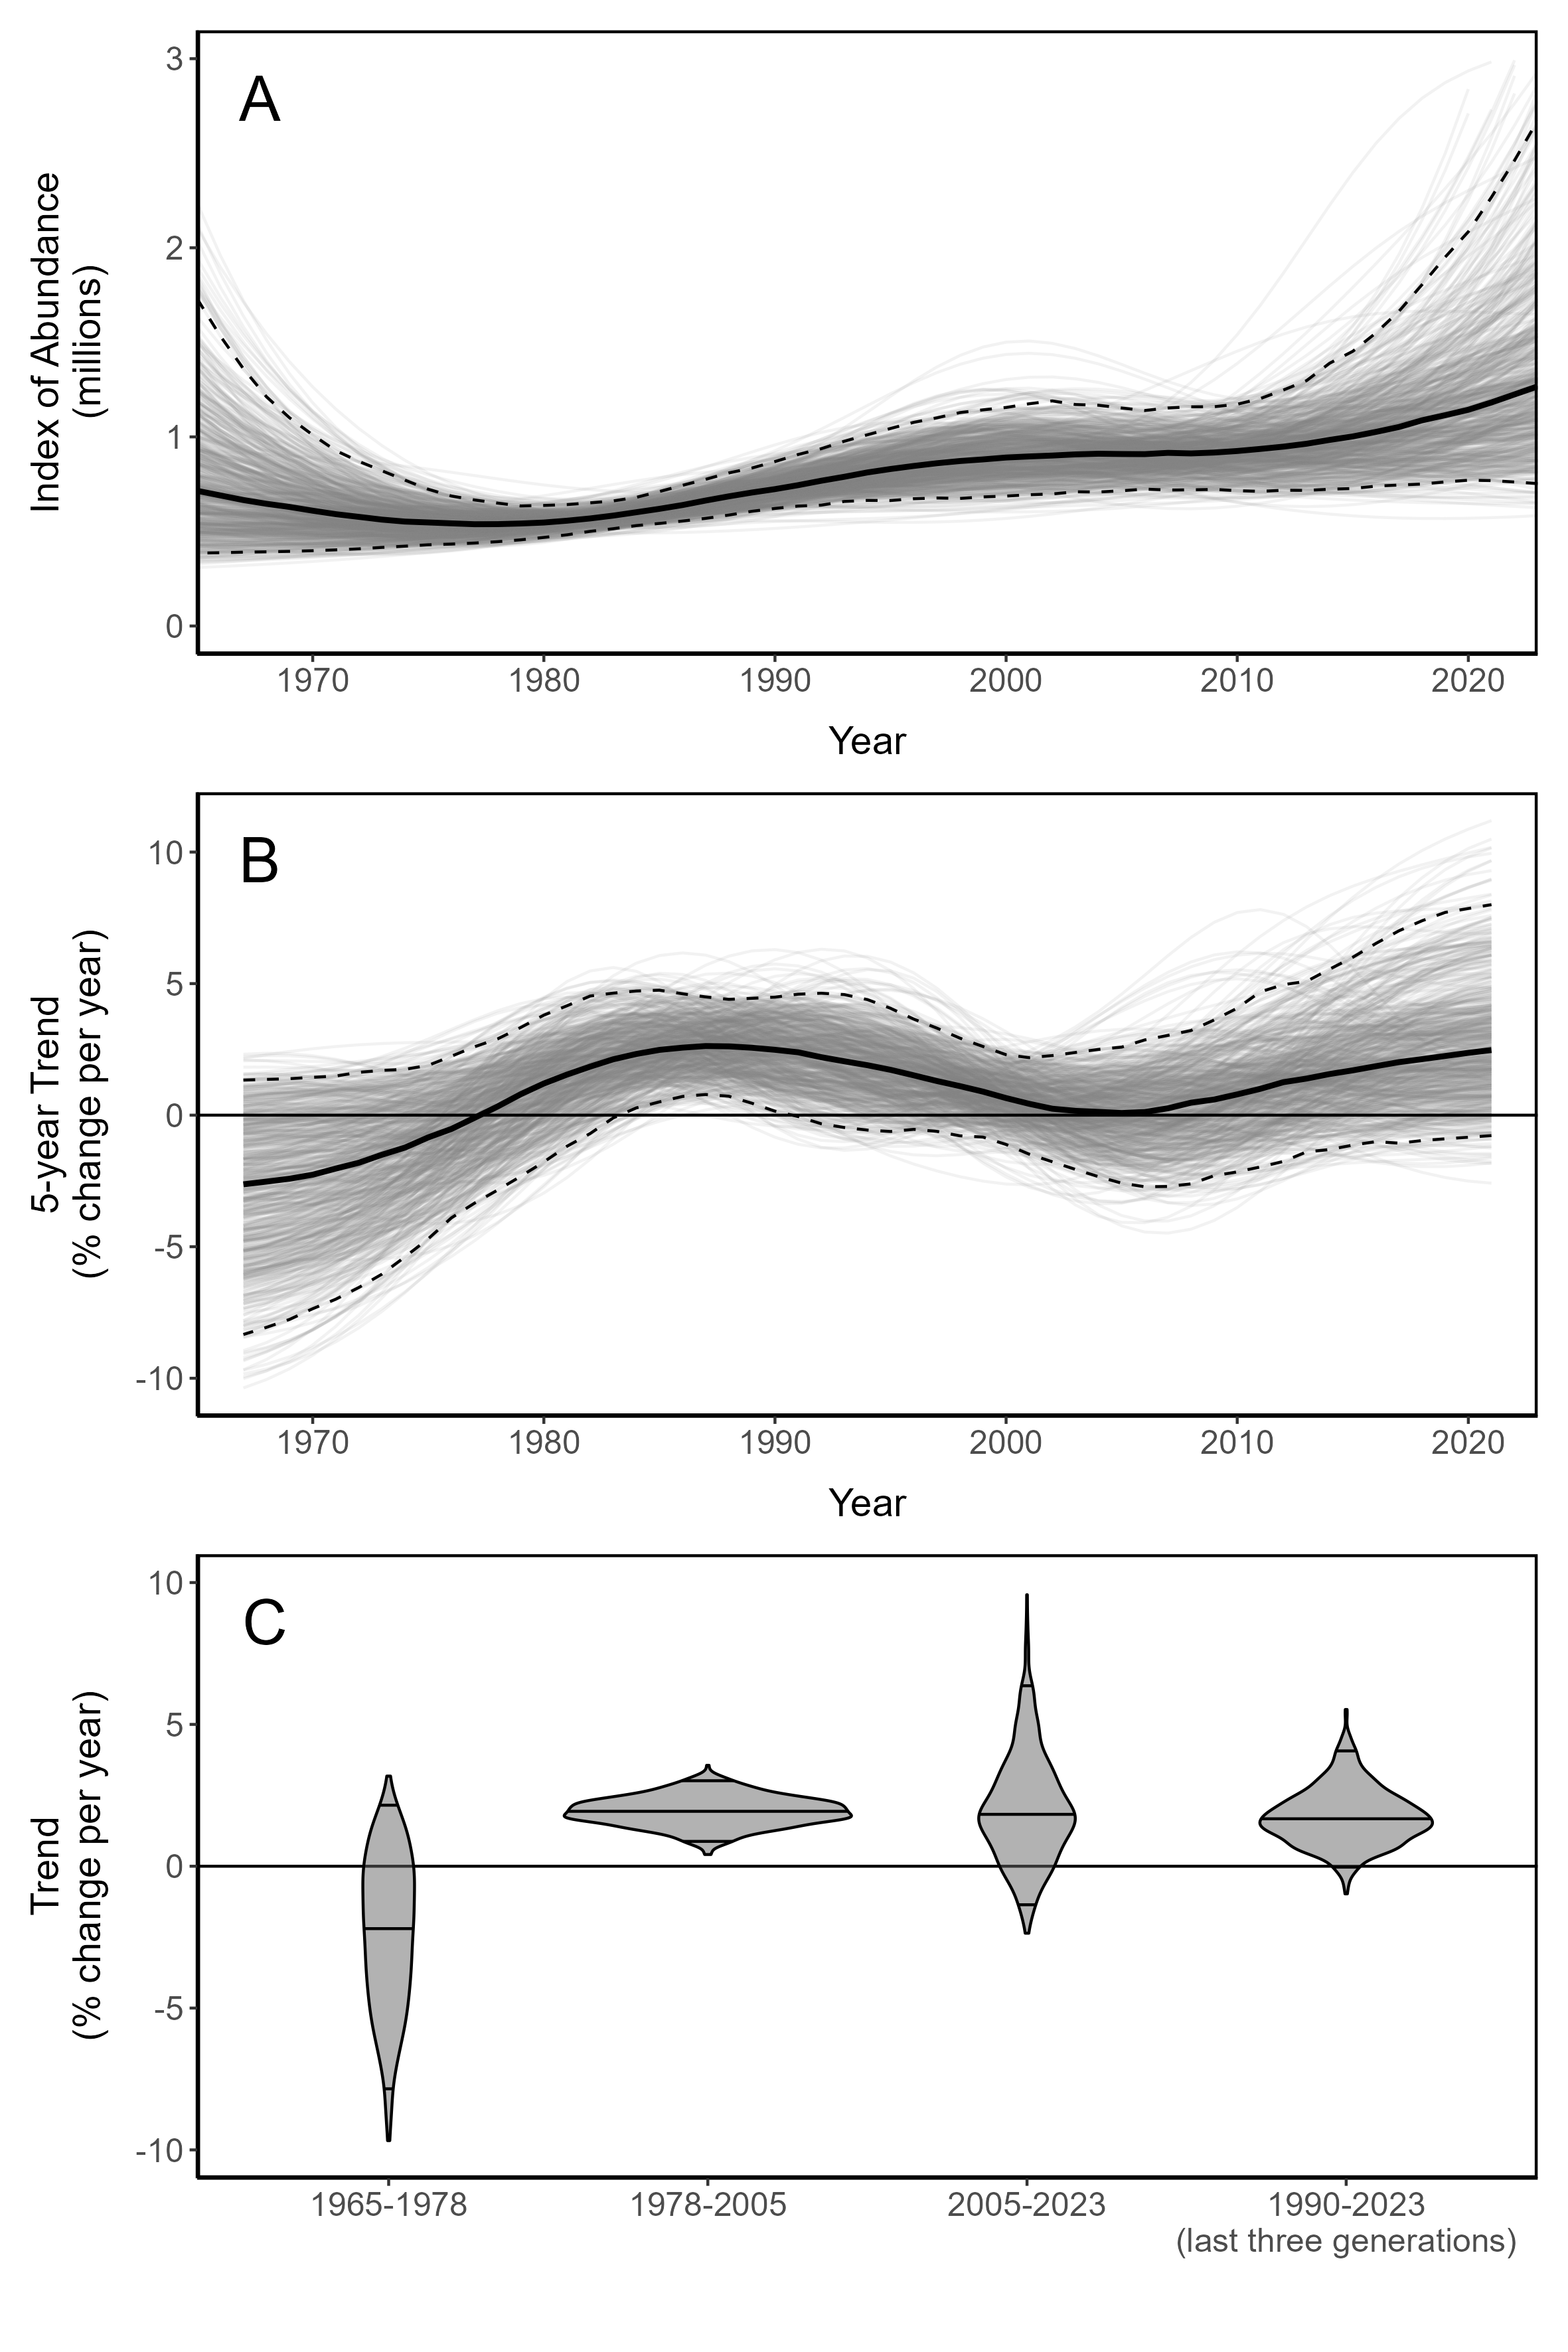 A
Index of Abundance
(millions)
3
2
1
0
1970 1980 1990 2000 2010 2020
Year
B
5-year Trend
(% change per year)
10
5
0
-5
-10
1970 1980 1990 2000 2010 2020
Year
C
Trend
(% change per year)
10
5
0
-5
-10
1965-1978 1978-2005 2005-2023 1990-2023
(last three generations)